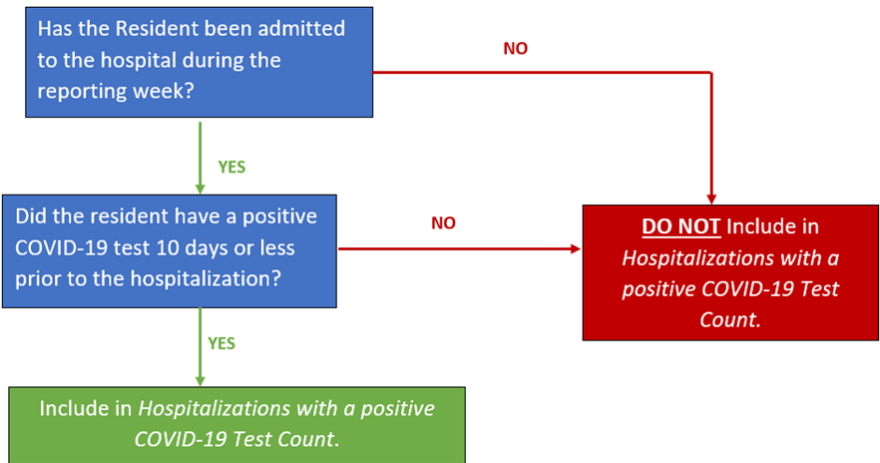 Has the Resident been admitted
to the hospital during the
reporting week?
NO
YES
Did the resident have a positive
COVID-19 test 10 days or less
prior to the hospitalization?
NO
DO NOT Include in
Hospitalizations with a
positive COVID-19 Test
Count.
YES
Include in Hospitalizations with a positive
COVID-19 Test Count.